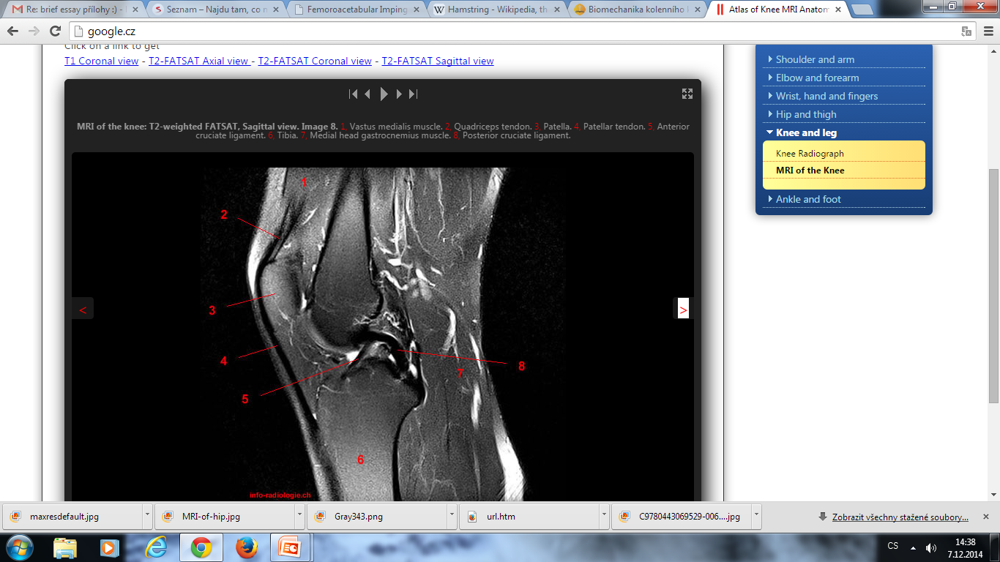 Re: brief essay přílohy :) -
Seznam – Najdu tam, co n
Femoroacetabular Imping
Hamstring - Wikipedia, th
Biomechanika kolenního
Atlas of Knee MRI Anatom
google.cz
Click on a link to get
T1 Coronal view - T2-FATSAT Axial view - T2-FATSAT Coronal view - T2-FATSAT Sagittal view
MRI of the knee: T2-weighted FATSAT, Sagittal view. Image 8. 1, Vastus medialis muscle. 2, Quadriceps tendon. 3, Patella. 4, Patellar tendon. 5, Anterior
cruciate ligament. 6, Tibia. 7, Medial head gastrocnemius muscle. 8, Posterior cruciate ligament.
1
2
3
<
>
4
8
7
5
6
info-radiologie.ch
Shoulder and arm
Elbow and forearm
Wrist, hand and fingers
Hip and thigh
Knee and leg
Knee Radiograph
MRI of the Knee
Ankle and foot
maxresdefault.jpg
MRI-of-hip.jpg
Gray343.png
url.htm
C9780443069529-006....jpg
Zobrazit všechny stažené soubory...
CS
14:38
7.12.2014